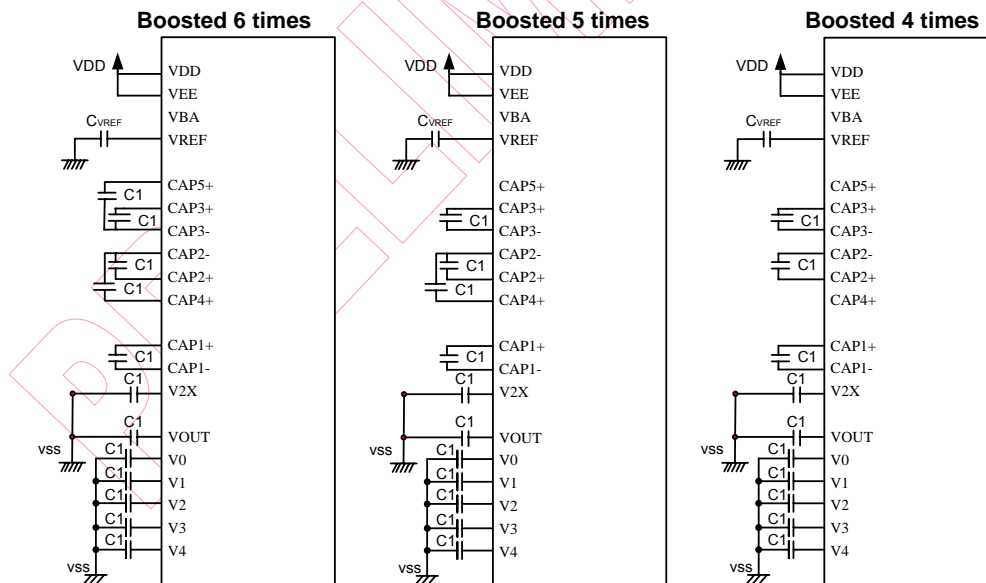 Boosted 6 times
VDD
VDD
VEE
VBA
CVREF
VREF
CAP5+
C1
CAP3+
C1
CAP3-
CAP2-
C1
CAP2+
C1
CAP4+
CAP1+
C1
CAP1-
C1
V2X
C1
VOUT
vss
C1
V0
C1
V1
C1
V2
C1
V3
C1
V4
vss
Boosted 5 times
VDD
VDD
VEE
VBA
CVREF
VREF
CAP5+
CAP3+
C1
CAP3-
CAP2-
C1
CAP2+
C1
CAP4+
CAP1+
C1
CAP1-
C1
V2X
C1
VOUT
vss
C1
V0
C1
V1
C1
V2
C1
V3
C1
V4
vss
Boosted 4 times
VDD
VDD
VEE
VBA
CVREF
VREF
CAP5+
CAP3+
C1
CAP3-
CAP2-
C1
CAP2+
CAP4+
CAP1+
C1
CAP1-
C1
V2X
C1
VOUT
vss
C1
V0
C1
V1
C1
V2
C1
V3
C1
V4
vss